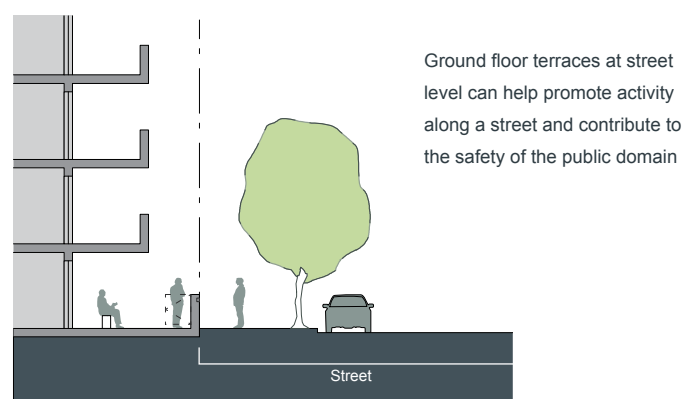 Ground floor terraces at street
level can help promote activity
along a street and contribute to
the safety of the public domain
Street